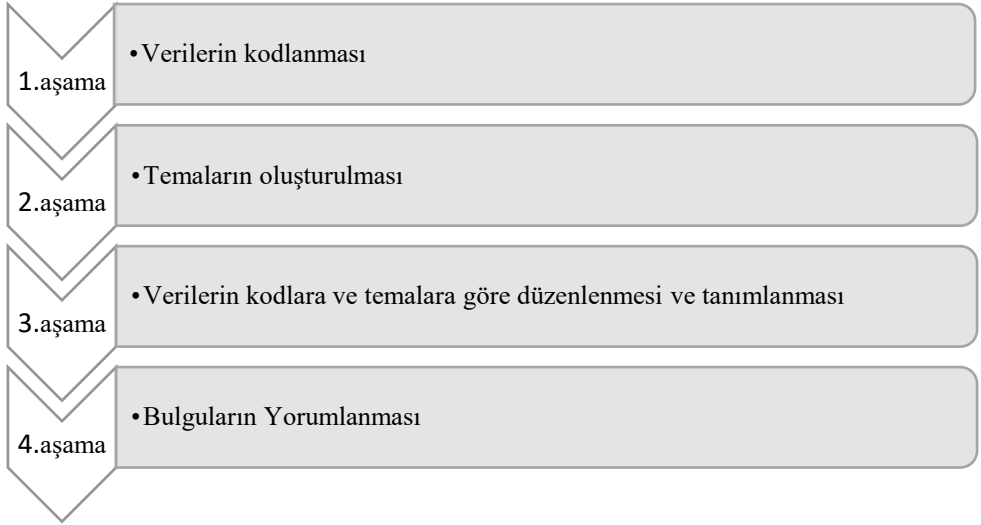 1.aşama
•Verilerin kodlanması
2.aşama
•Temaların oluşturulması
3.aşama
•Verilerin kodlara ve temalara göre düzenlenmesi ve tanımlanması
4.aşama
•Bulguların Yorumlanması